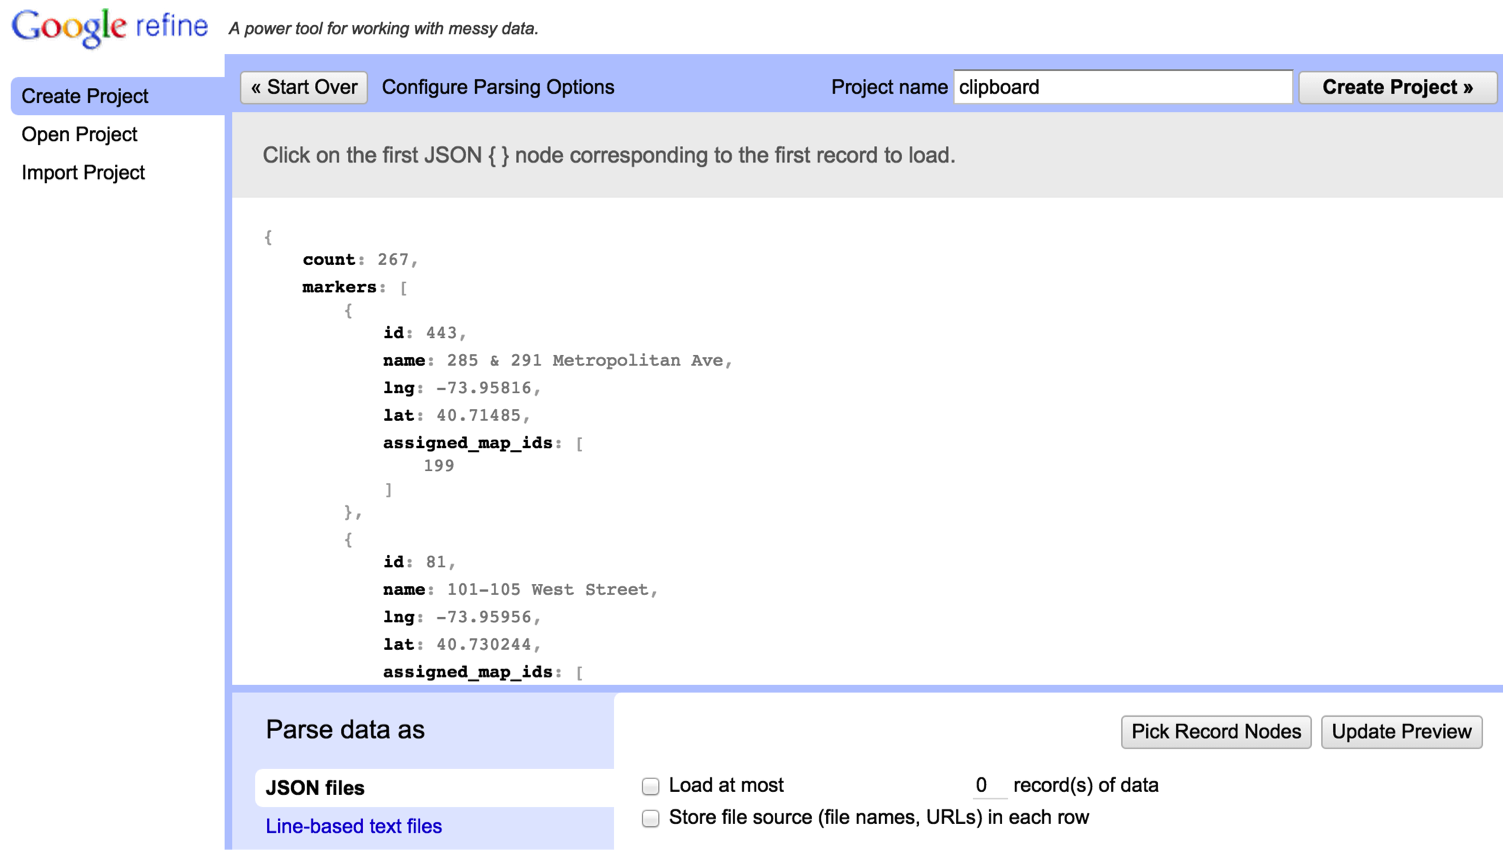 Google refine A power tool for working with messy data.
Create Project
Open Project
Import Project
« Start Over Configure Parsing Options Project name clipboard Create Project »
Click on the first JSON { } node corresponding to the first record to load.
{
count: 267,
markers: [
{
id: 443,
name: 285 & 291 Metropolitan Ave,
lng: -73.95816,
lat: 40.71485,
assigned_map_ids: [
199
]
},
{
id: 81,
name: 101-105 West Street,
lng: -73.95956,
lat: 40.730244,
assigned_map_ids: [
Parse data as
JSON files
Line-based text files
Pick Record Nodes Update Preview
Load at most 0 record(s) of data
Store file source (file names, URLs) in each row